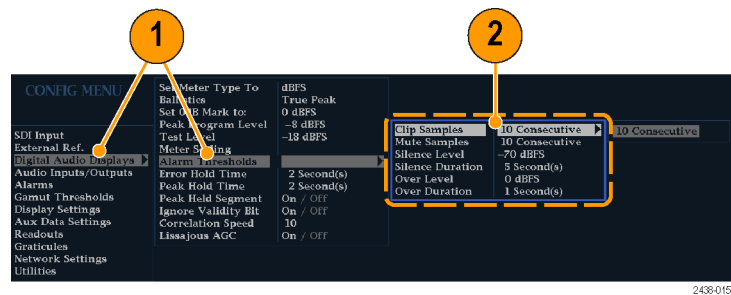 1
2
CONFIG MENU
SDI Input
External Ref.
Digital Audio Displays
Audio Inputs/Outputs
Alarms
Gamut Thresholds
Display Settings
Aux Data Settings
Readouts
Graticules
Network Settings
Utilities
Set Meter Type To dBFS
Ballistics True Peak
Set 0dB Mark to: 0 dBFS
Peak Program Level −8 dBFS
Test Level −18 dBFS
Meter Scaling
Alarm Thresholds
Error Hold Time 2 Second(s)
Peak Hold Time 2 Second(s)
Peak Held Segment On / Off
Ignore Validity Bit On / Off
Correlation Speed 10
Lissajous AGC On / Off
Clip Samples 10 Consecutive 10 Consecutive
Mute Samples 10 Consecutive
Silence Level −70 dBFS
Silence Duration 5 Second(s)
Over Level 0 dBFS
Over Duration 1 Second(s)
2438-015